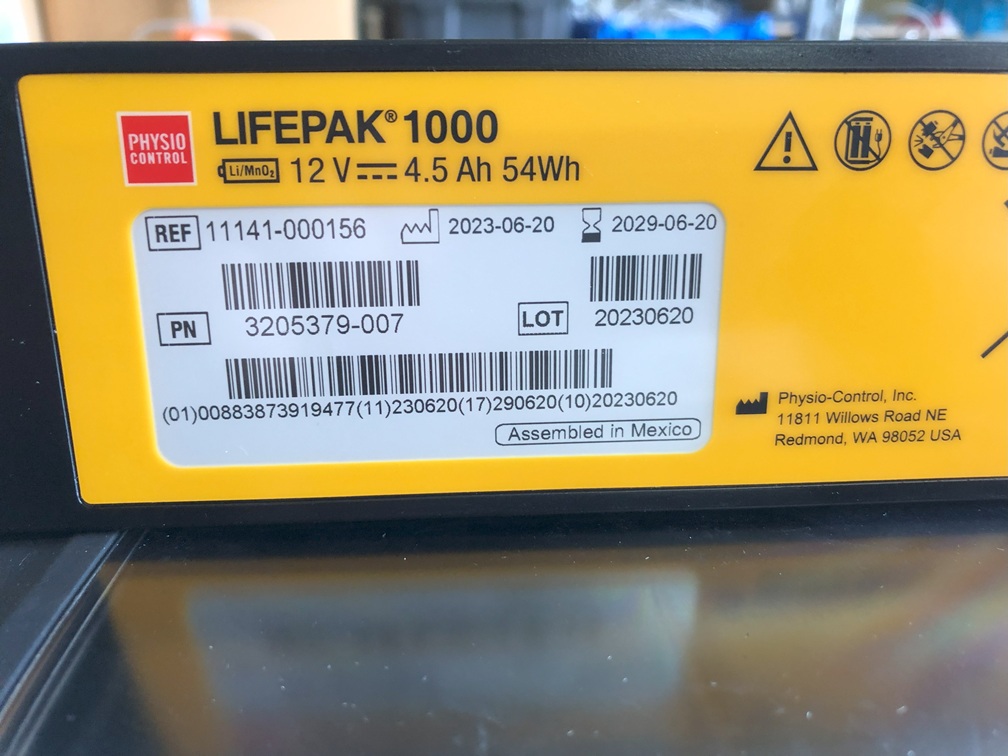 PHYSIO
CONTROL
LIFEPAK® 1000
Li/MnO₂ 12 V 4.5 Ah 54Wh
REF 11141-000156 2023-06-20 2029-06-20
PN 3205379-007 LOT 20230620
(01)00883873919477(11)230620(17)290620(10)20230620
Assembled in Mexico
Physio-Control, Inc.
11811 Willows Road NE
Redmond, WA 98052 USA